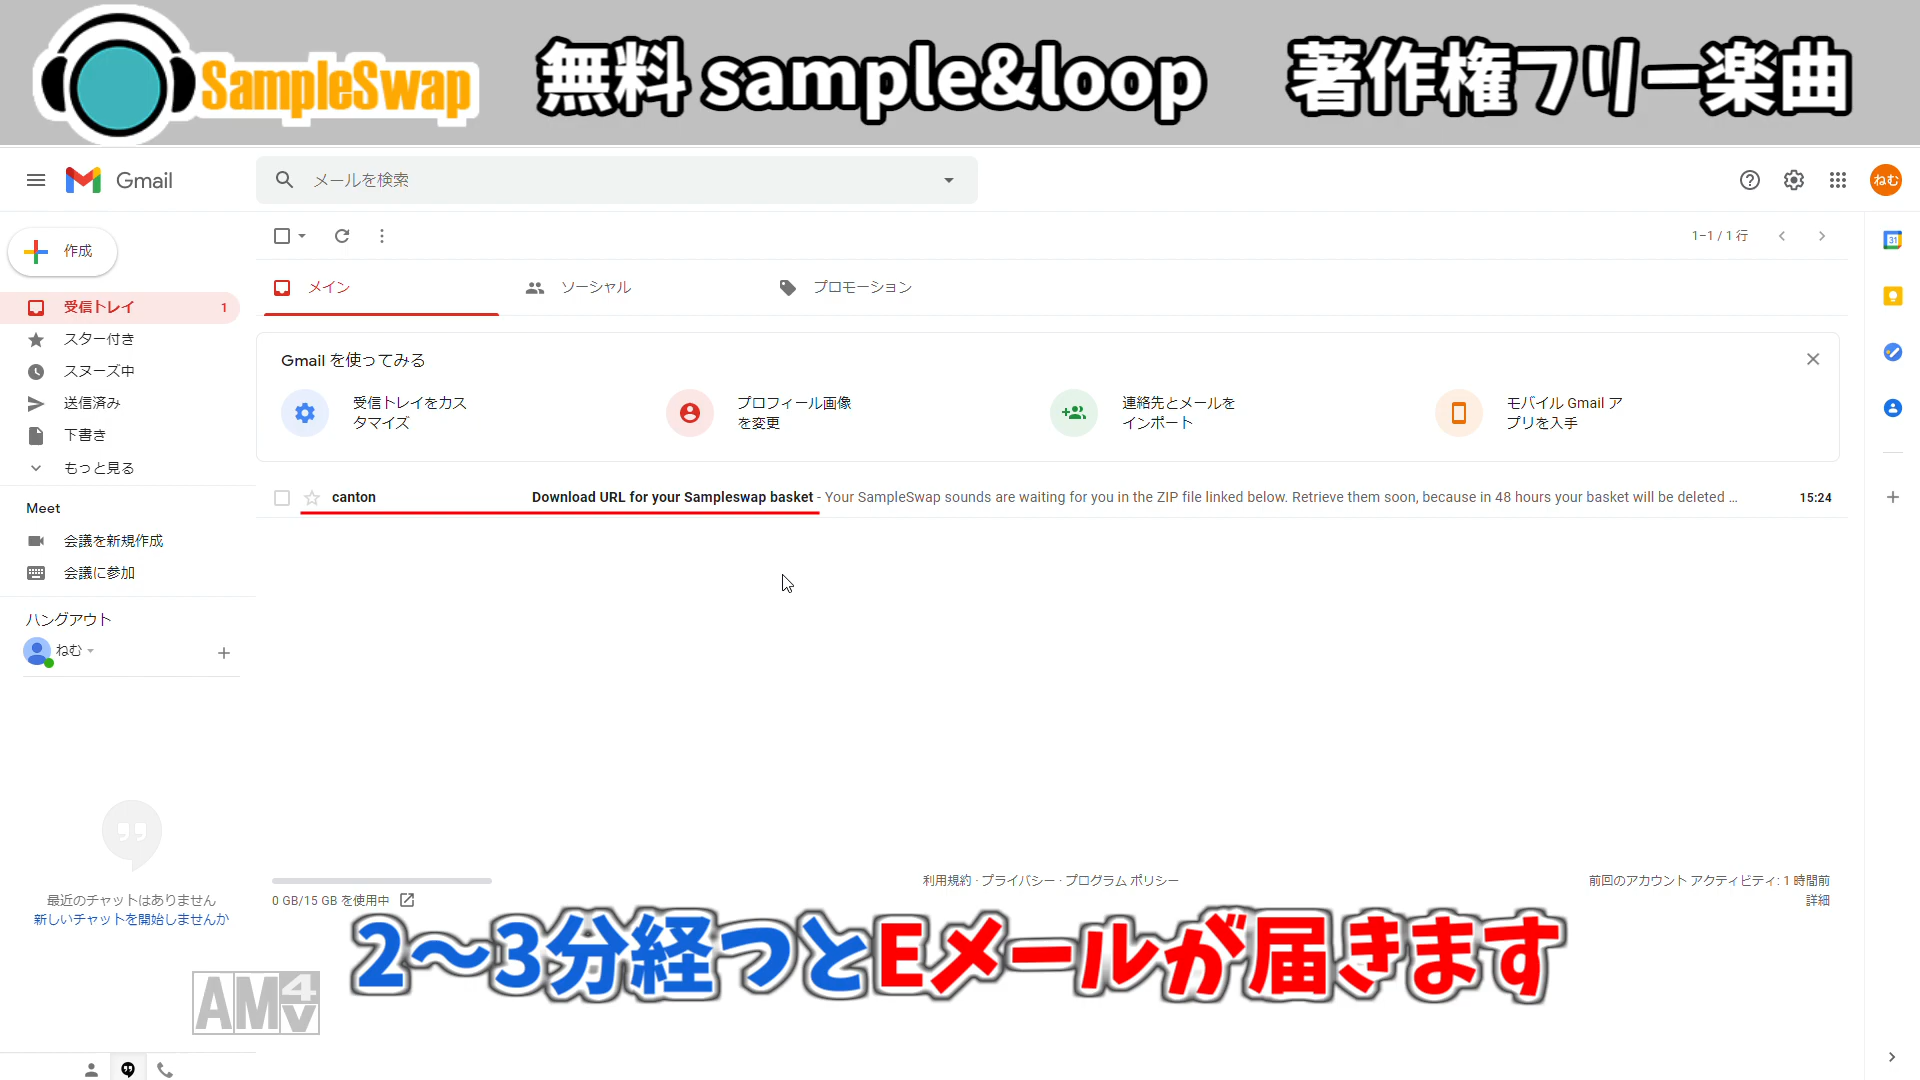 SampleSwap 無料 sample&loop 著作権フリー楽曲
Gmail
メールを検索
ねむ
作成
1–1 / 1 行
31
メイン
ソーシャル
プロモーション
受信トレイ 1
スター付き
スヌーズ中
送信済み
下書き
もっと見る
Gmail を使ってみる
受信トレイをカス
タマイズ
プロフィール画像
を変更
連絡先とメールを
インポート
モバイル Gmail ア
プリを入手
canton Download URL for your Sampleswap basket - Your SampleSwap sounds are waiting for you in the ZIP file linked below. Retrieve them soon, because in 48 hours your basket will be deleted ... 15:24
Meet
会議を新規作成
会議に参加
ハングアウト
ねむ
最近のチャットはありません
新しいチャットを開始しませんか
0 GB/15 GB を使用中
利用規約 · プライバシー · プログラム ポリシー
前回のアカウント アクティビティ: 1 時間前
詳細
2～3分経つとEメールが届きます
AM4V